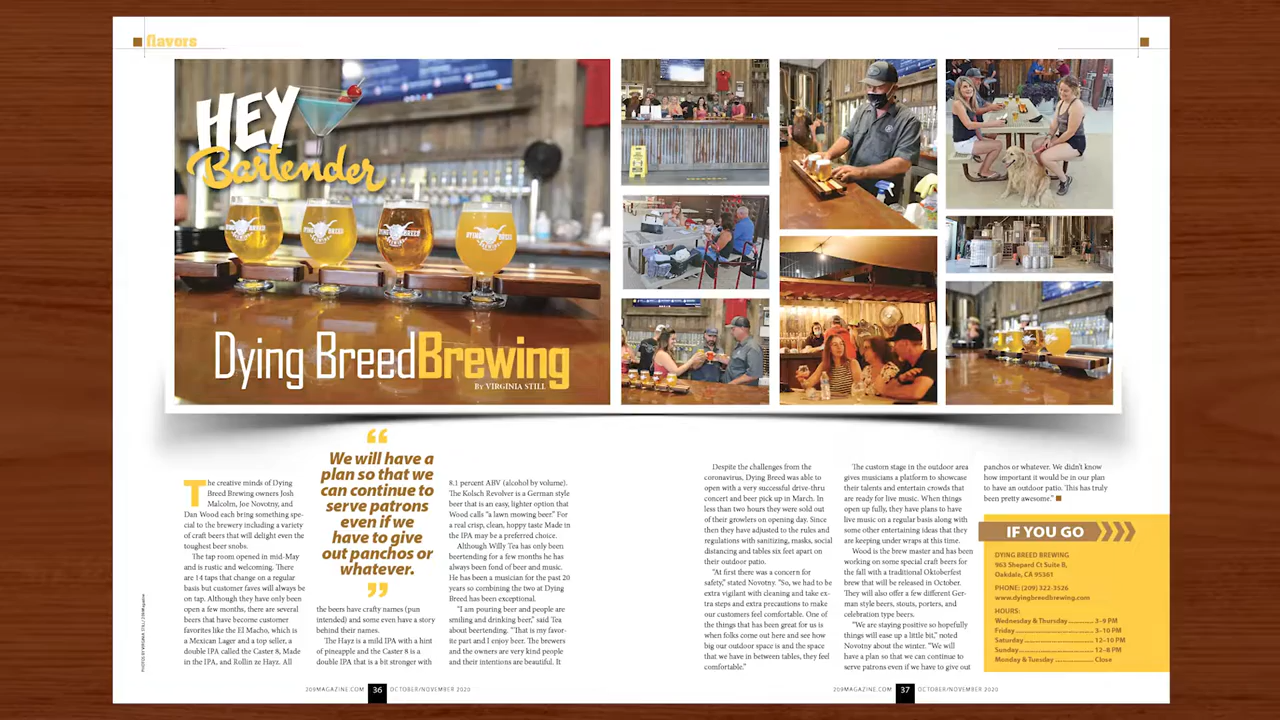 flavors
HEY
Bartender
DYING BREED
BREWING
DYING BREED
BREWING
DYING BREED
BREWING
DYING BREED
BREWING
Dying Breed Brewing
BY VIRGINIA STILL
The creative minds of Dying
Breed Brewing owners Josh
Malcolm, Joe Novotny, and
Dan Wood each bring something spe-
cial to the brewery including a variety
of craft beers that will delight even the
toughest beer snobs.
The tap room opened in mid-May
and is rustic and welcoming. There
are 14 taps that change on a regular
basis but customer faves will always be
on tap. Although they have only been
open a few months, there are several
beers that have become customer
favorites like the El Macho, which is
a Mexican Lager and a top seller, a
double IPA called the Caster 8, Made
in the IPA, and Rollin ze Hayz. All
“
We will have a
plan so that we
can continue to
serve patrons
even if we
have to give
out panchos or
whatever.
”
the beers have crafty names (pun
intended) and some even have a story
behind their names.
The Hayz is a mild IPA with a hint
of pineapple and the Caster 8 is a
double IPA that is a bit stronger with
8.1 percent ABV (alcohol by volume).
The Kolsch Revolver is a German style
beer that is an easy, lighter option that
Wood calls “a lawn mowing beer.” For
a real crisp, clean, hoppy taste Made in
the IPA may be a preferred choice.
Although Willy Tea has only been
beertending for a few months he has
always been fond of beer and music.
He has been a musician for the past 20
years so combining the two at Dying
Breed has been exceptional.
“I am pouring beer and people are
smiling and drinking beer,” said Tea
about beertending. “That is my favor-
ite part and I enjoy beer. The brewers
and the owners are very kind people
and their intentions are beautiful. It
Despite the challenges from the
coronavirus, Dying Breed was able to
open with a very successful drive-thru
concert and beer pick up in March. In
less than two hours they were sold out
of their growlers on opening day. Since
then they have adjusted to the rules and
regulations with sanitizing, masks, social
distancing and tables six feet apart on
their outdoor patio.
“At first there was a concern for
safety,” stated Novotny. “So, we had to be
extra vigilant with cleaning and take ex-
tra steps and extra precautions to make
our customers feel comfortable. One of
the things that has been great for us is
when folks come out here and see how
big our outdoor space is and the space
that we have in between tables, they feel
comfortable.”
The custom stage in the outdoor area
gives musicians a platform to showcase
their talents and entertain crowds that
are ready for live music. When things
open up fully, they have plans to have
live music on a regular basis along with
some other entertaining ideas that they
are keeping under wraps at this time.
Wood is the brew master and has been
working on some special craft beers for
the fall with a traditional Oktoberfest
brew that will be released in October.
They will also offer a few different Ger-
man style beers, stouts, porters, and
celebration type beers.
“We are staying positive so hopefully
things will ease up a little bit,” noted
Novotny about the winter. “We will
have a plan so that we can continue to
serve patrons even if we have to give out
panchos or whatever. We didn’t know
how important it would be in our plan
to have an outdoor patio. This has truly
been pretty awesome.”
IF YOU GO
DYING BREED BREWING
963 Shepard Ct Suite B,
Oakdale, CA 95361
PHONE: (209) 322-3526
www.dyingbreedbrewing.com
HOURS:
Wednesday & Thursday ........... 3–9 PM
Friday ........... 3–10 PM
Saturday ........... 12–10 PM
Sunday ........... 12–8 PM
Monday & Tuesday ........... Close
PHOTOS BY VIRGINIA STILL/209 Magazine
209MAGAZINE.COM 36 OCTOBER/NOVEMBER 2020
209MAGAZINE.COM 37 OCTOBER/NOVEMBER 2020